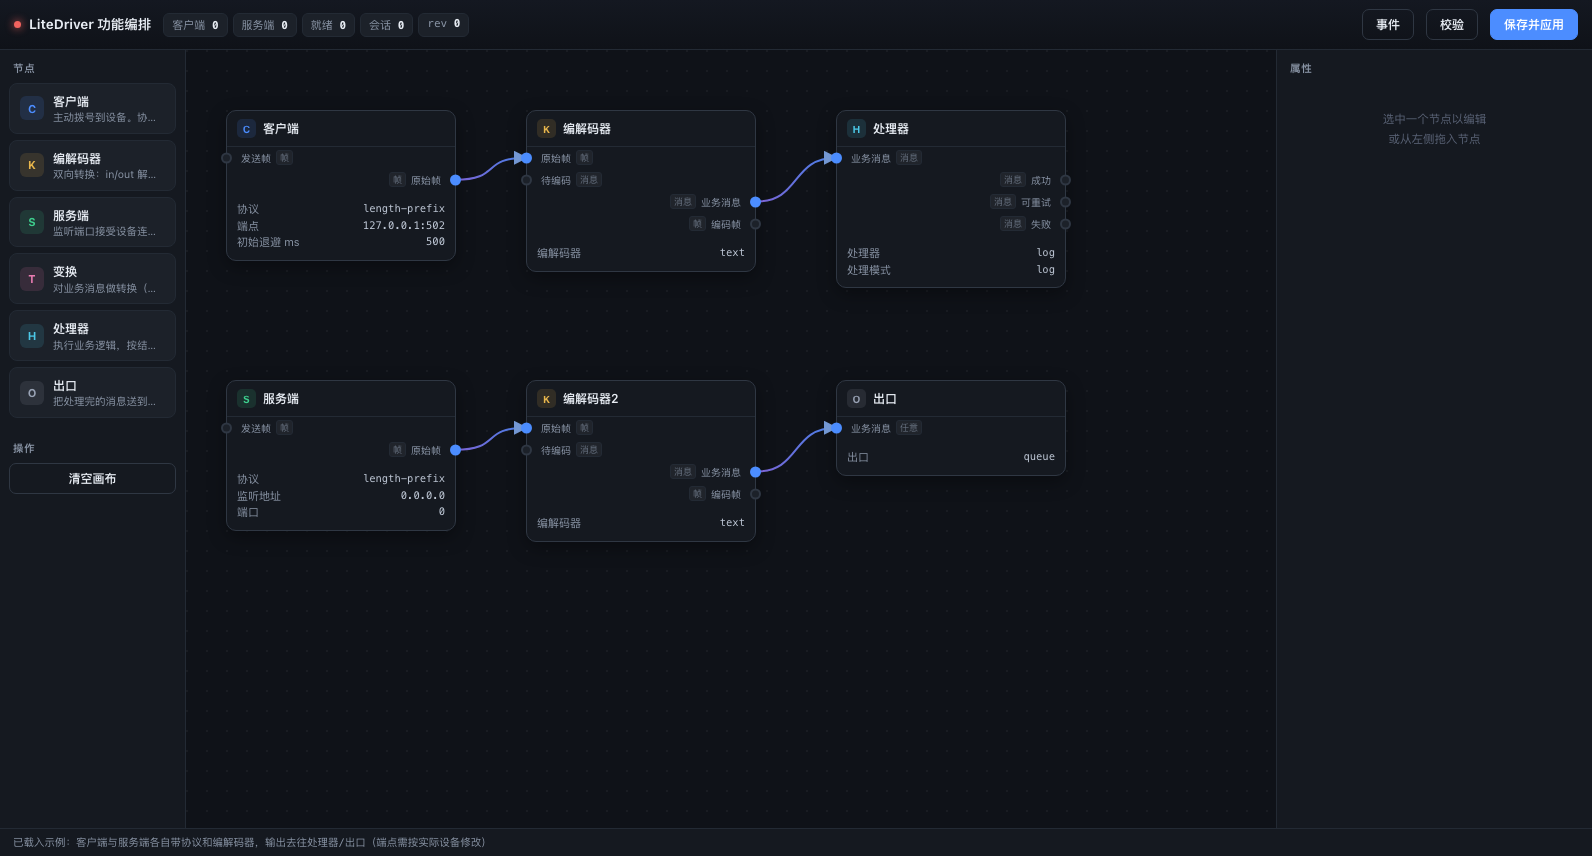 LiteDriver 功能编排
客户端 0
服务端 0
就绪 0
会话 0
rev 0
事件
校验
保存并应用
节点
C
客户端
主动拨号到设备。协...
K
编解码器
双向转换：in/out 解...
S
服务端
监听端口接受设备连...
T
变换
对业务消息做转换（...
H
处理器
执行业务逻辑，按结...
O
出口
把处理完的消息送到...
操作
清空画布
C 客户端
发送帧 帧
帧 原始帧
协议 length-prefix
端点 127.0.0.1:502
初始退避 ms 500
K 编解码器
原始帧 帧
待编码 消息
消息 业务消息
帧 编码帧
编解码器 text
H 处理器
业务消息 消息
消息 成功
消息 可重试
消息 失败
处理器 log
处理模式 log
S 服务端
发送帧 帧
帧 原始帧
协议 length-prefix
监听地址 0.0.0.0
端口 0
K 编解码器2
原始帧 帧
待编码 消息
消息 业务消息
帧 编码帧
编解码器 text
O 出口
业务消息 任意
出口 queue
属性
选中一个节点以编辑
或从左侧拖入节点
已载入示例：客户端与服务端各自带协议和编解码器，输出去往处理器/出口（端点需按实际设备修改）